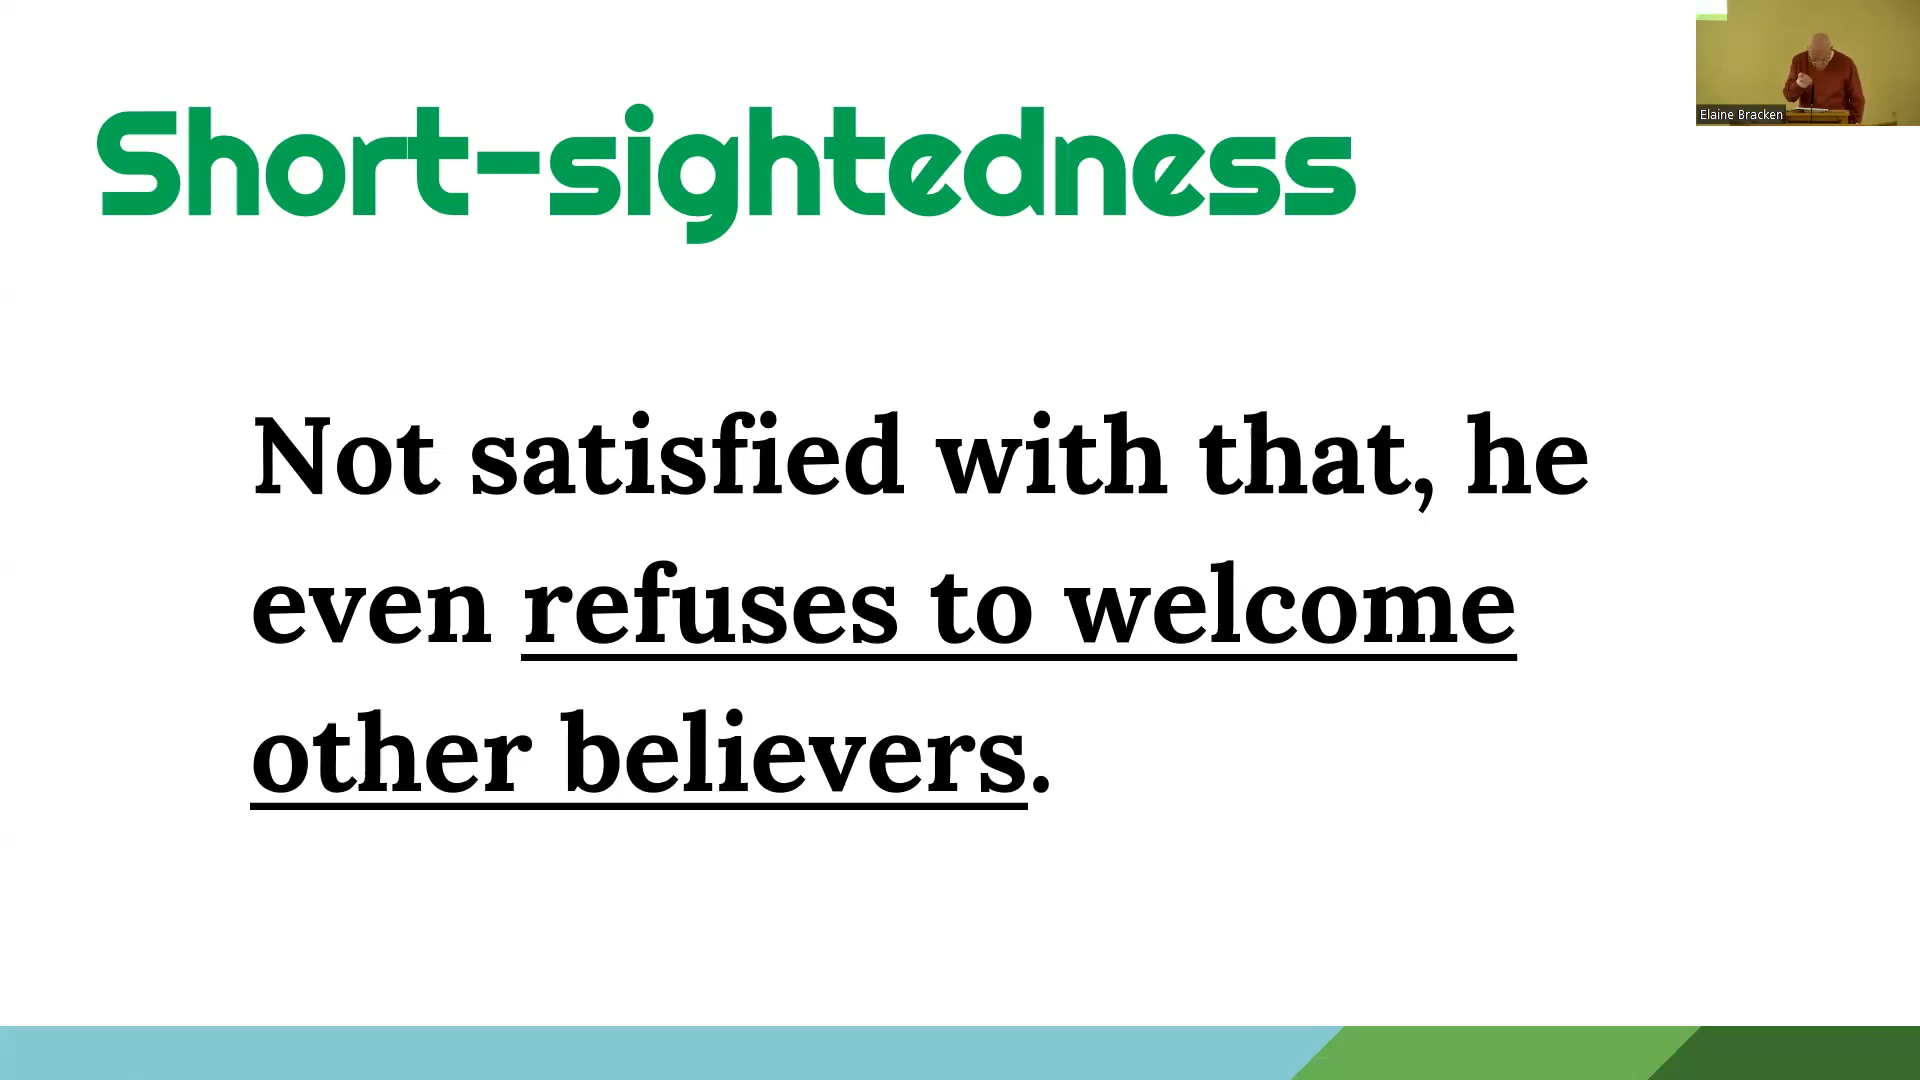 Short-sightedness
Elaine Bracken
Not satisfied with that, he
even refuses to welcome
other believers.